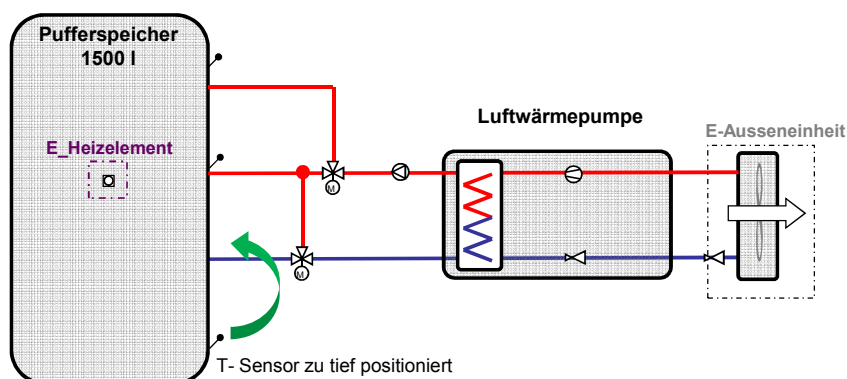 Pufferspeicher
1500 l
E_Heizelement
M
M
Luftwärmepumpe
E-Ausseneinheit
T- Sensor zu tief positioniert